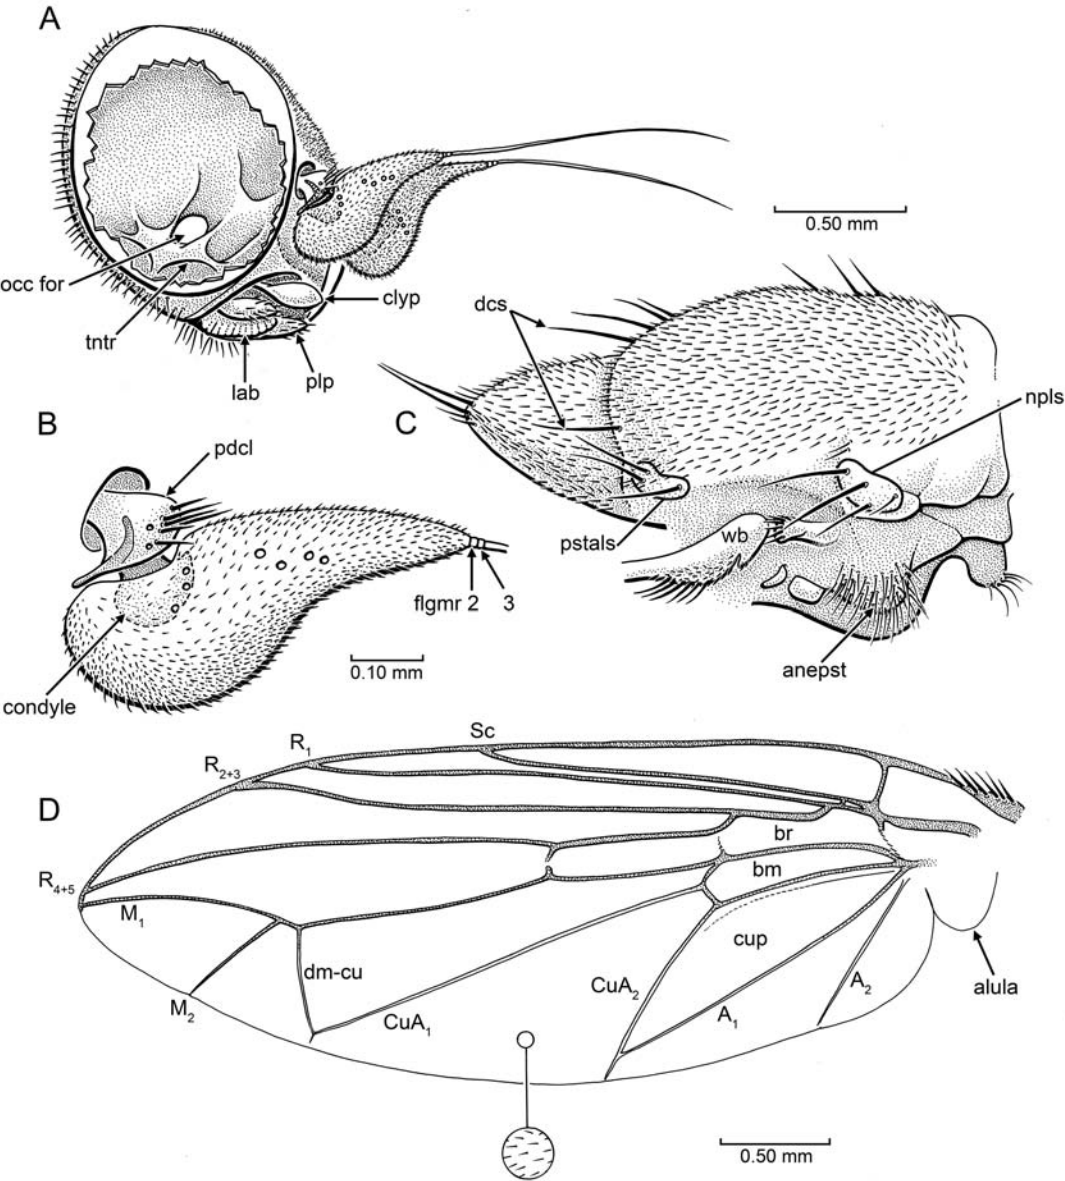 A
0.50 mm
occ for
clyp
dcs
tntr
plp
lab
npls
B
C
pdcl
pstals
wb
flgmr 2
3
0.10 mm
anepst
condyle
Sc
R1
R2+3
D
br
bm
R4+5
M1
cup
dm-cu
CuA2
A2
alula
M2
CuA1
A1
0.50 mm